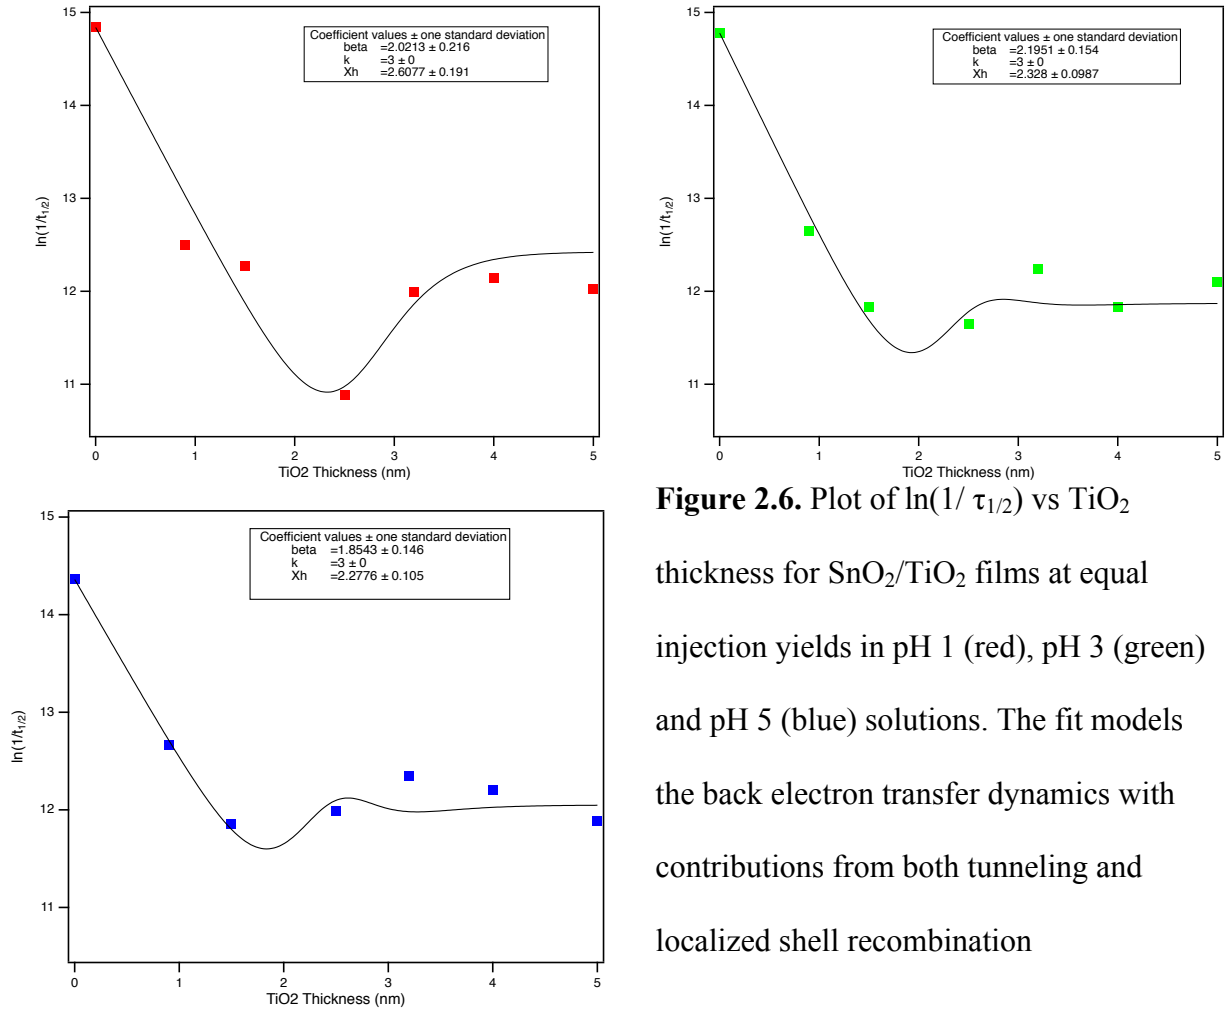 15
14
13
12
11
ln(1/t1/2)
Coefficient values ± one standard deviation
beta =2.0213 ± 0.216
k =3 ± 0
Xh =2.6077 ± 0.191
0 1 2 3 4 5
TiO2 Thickness (nm)
15
14
13
12
11
ln(1/t1/2)
Coefficient values ± one standard deviation
beta =2.1951 ± 0.154
k =3 ± 0
Xh =2.328 ± 0.0987
0 1 2 3 4 5
TiO2 Thickness (nm)
15
14
13
12
11
ln(1/t1/2)
Coefficient values ± one standard deviation
beta =1.8543 ± 0.146
k =3 ± 0
Xh =2.2776 ± 0.105
0 1 2 3 4 5
TiO2 Thickness (nm)
Figure 2.6. Plot of ln(1/ τ1/2) vs TiO2
thickness for SnO2/TiO2 films at equal
injection yields in pH 1 (red), pH 3 (green)
and pH 5 (blue) solutions. The fit models
the back electron transfer dynamics with
contributions from both tunneling and
localized shell recombination